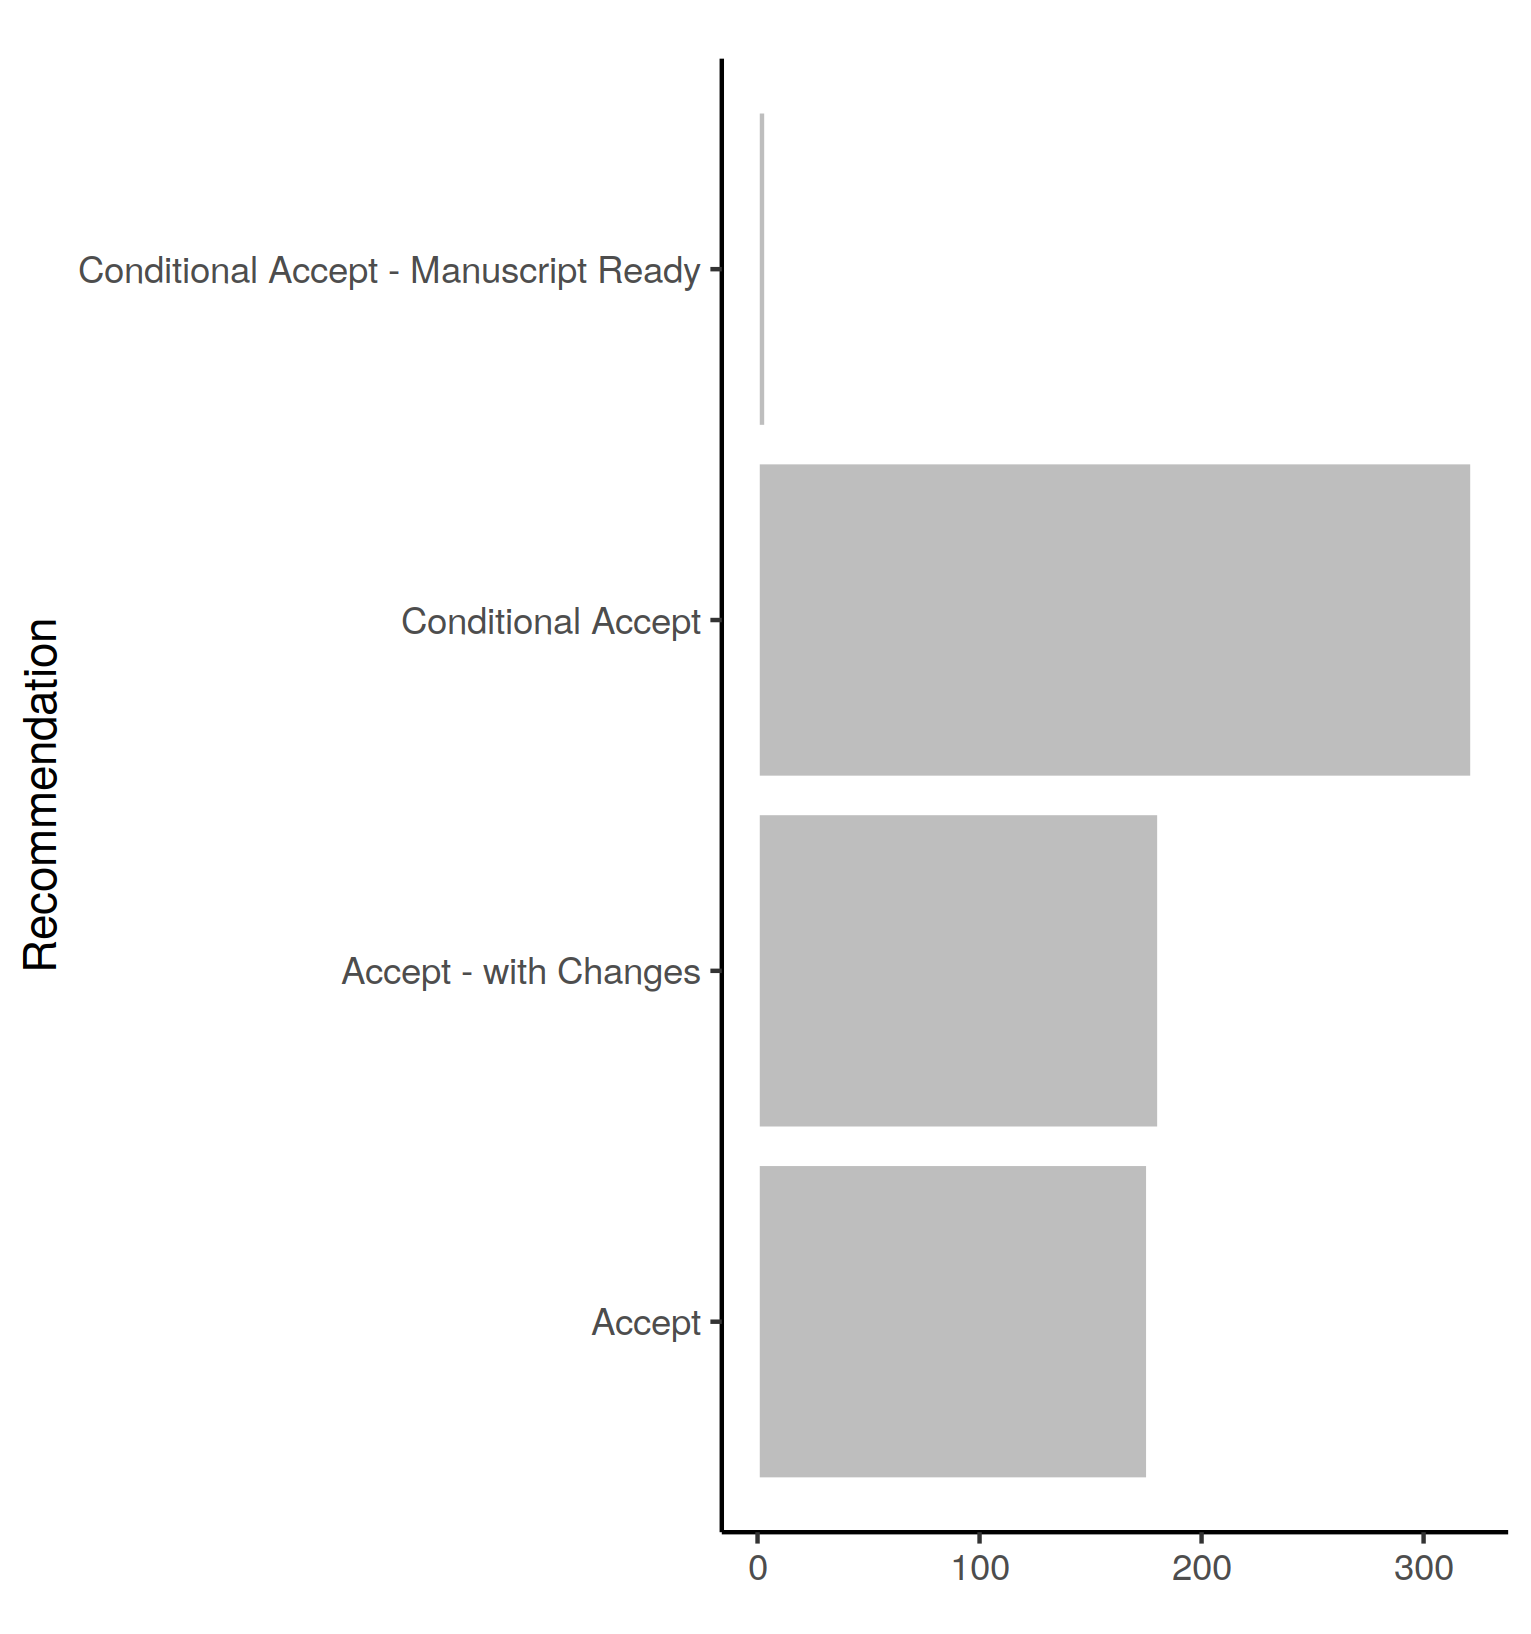 Recommendation
Conditional Accept - Manuscript Ready
Conditional Accept
Accept - with Changes
Accept
0
100
200
300